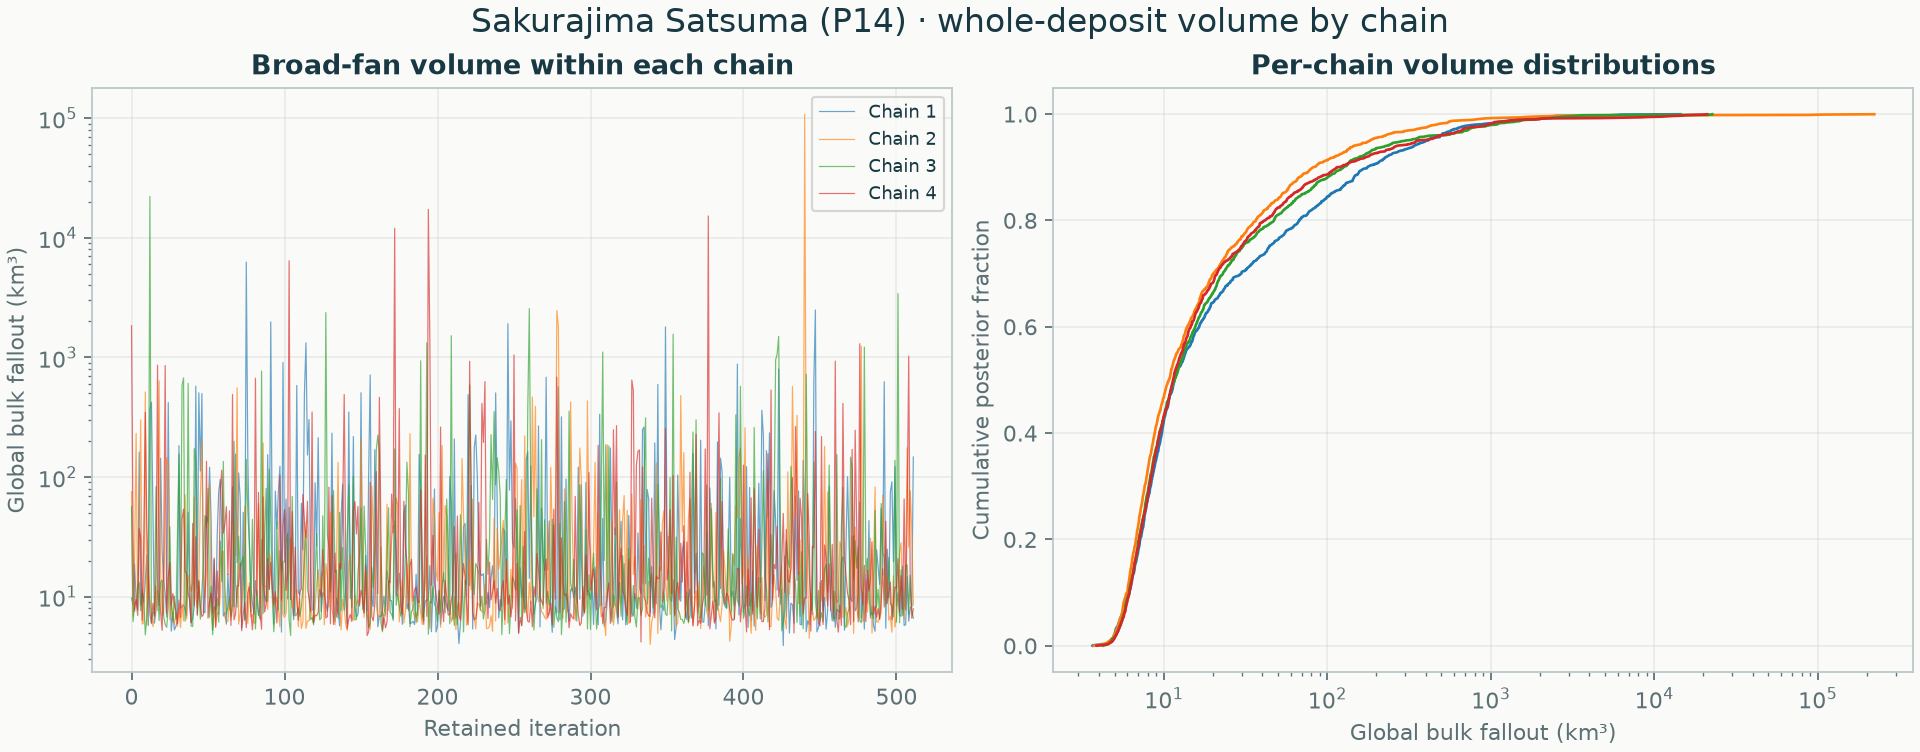 Sakurajima Satsuma (P14) · whole-deposit volume by chain
Broad-fan volume within each chain
Global bulk fallout (km³)
10⁵
10⁴
10³
10²
10¹
0
100
200
300
400
500
Retained iteration
Chain 1
Chain 2
Chain 3
Chain 4
Per-chain volume distributions
Cumulative posterior fraction
1.0
0.8
0.6
0.4
0.2
0.0
10¹
10²
10³
10⁴
10⁵
Global bulk fallout (km³)